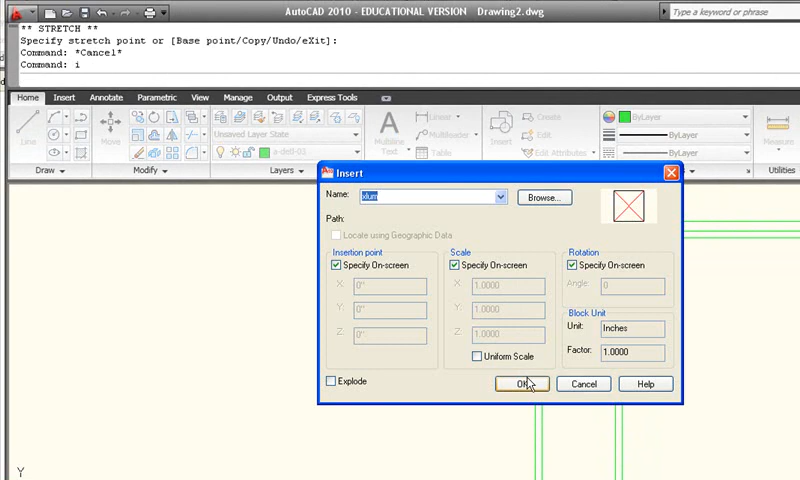 AutoCAD 2010 - EDUCATIONAL VERSION Drawing2.dwg
Type a keyword or phrase
** STRETCH **
Specify stretch point or [Base point/Copy/Undo/eXit]:
Command: *Cancel*
Command: i
Home Insert Annotate Parametric View Manage Output Express Tools
Line
Move
Unsaved Layer State
a-detl-03
A
Multiline
Text
Linear
Multileader
Table
Insert
Create
Edit
Edit Attributes
ByLayer
ByLayer
ByLayer
Measure
Draw
Modify
Layers
Utilities
Insert
Name:
xlum
Browse...
Path:
Locate using Geographic Data
Insertion point
Specify On-screen
X: 0"
Y: 0"
Z: 0"
Scale
Specify On-screen
X: 1.0000
Y: 1.0000
Z: 1.0000
Uniform Scale
Rotation
Specify On-screen
Angle: 0
Block Unit
Unit: Inches
Factor: 1.0000
Explode
OK
Cancel
Help
Y